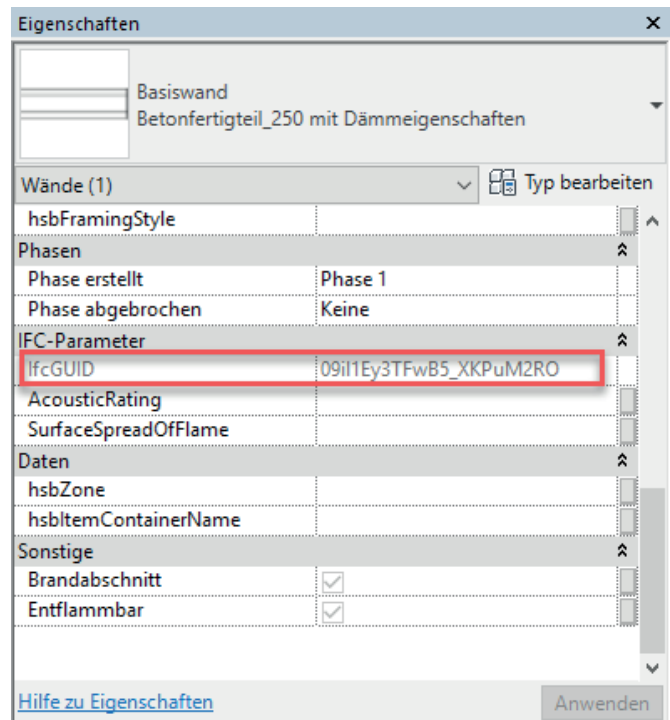 Eigenschaften
Basiswand
Betonfertigteil_250 mit Dämmeigenschaften
Wände (1) Typ bearbeiten
hsbFramingStyle
Phasen
Phase erstellt Phase 1
Phase abgebrochen Keine
IFC-Parameter
IfcGUID 09iI1Ey3TFwB5_XKPuM2RO
AcousticRating
SurfaceSpreadOfFlame
Daten
hsbZone
hsbItemContainerName
Sonstige
Brandabschnitt
Entflammbar
Hilfe zu Eigenschaften Anwenden